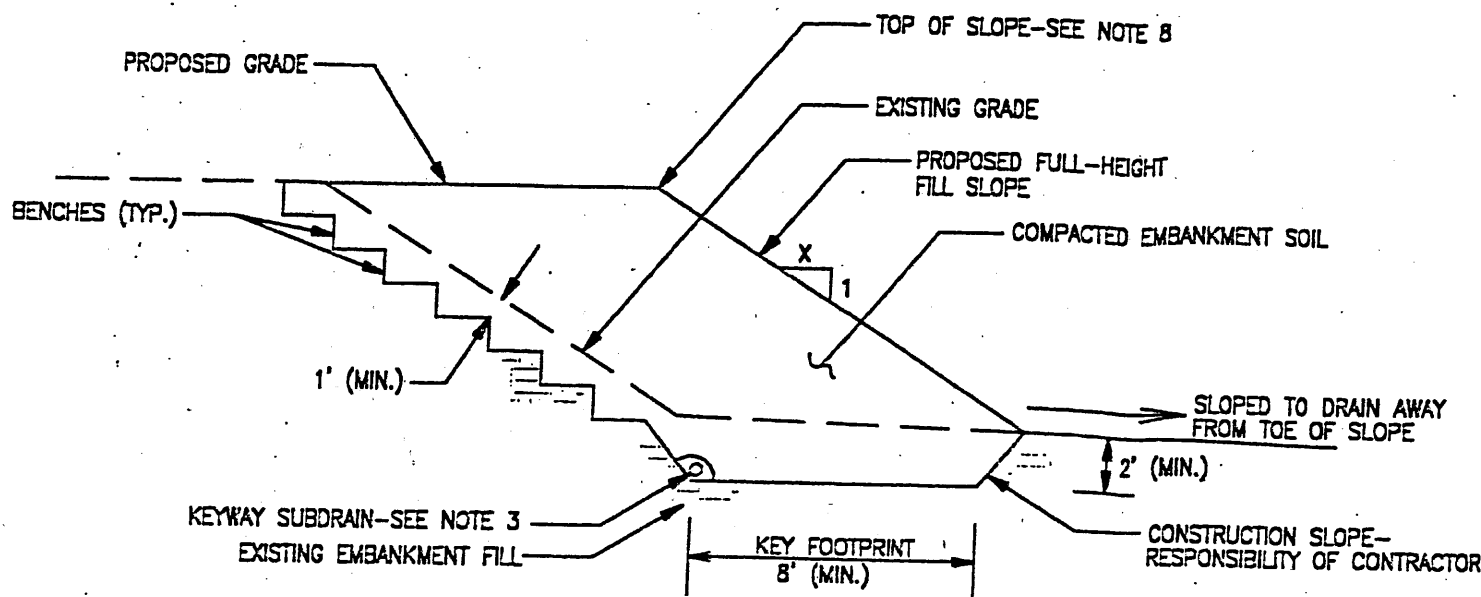 TOP OF SLOPE-SEE NOTE 8
PROPOSED GRADE
EXISTING GRADE
PROPOSED FULL-HEIGHT
FILL SLOPE
BENCHES (TYP.)
COMPACTED EMBANKMENT SOIL
X
1
1' (MIN.)
SLOPED TO DRAIN AWAY
FROM TOE OF SLOPE
2' (MIN.)
KEYWAY SUBDRAIN-SEE NOTE 3
EXISTING EMBANKMENT FILL
KEY FOOTPRINT
8' (MIN.)
CONSTRUCTION SLOPE-
RESPONSIBILITY OF CONTRACTOR